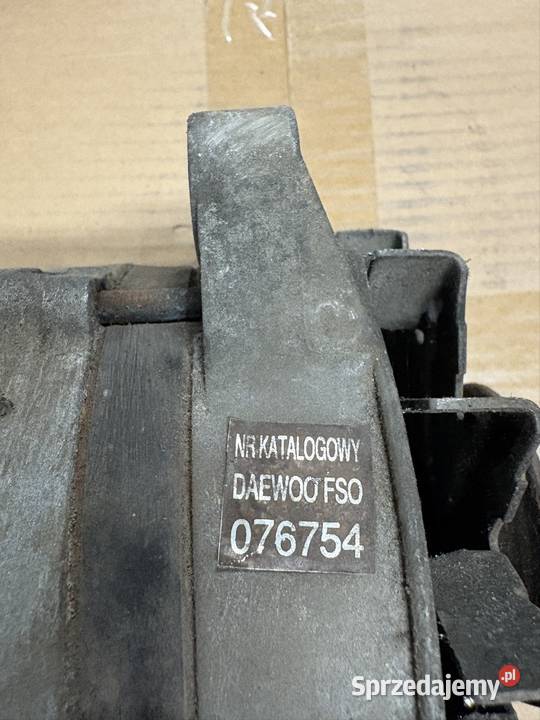 NR KATALOGOWY
DAEWOO FSO
076754
Sprzedajemy.pl